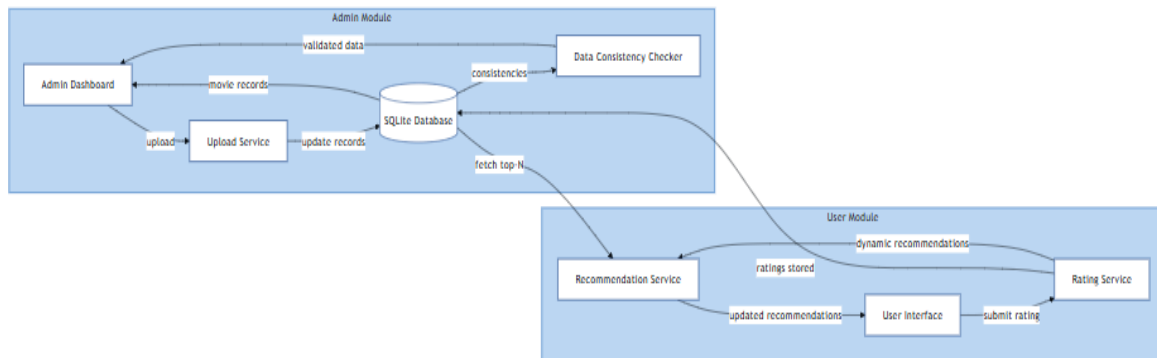 Admin Module
validated data
Data Consistency Checker
consistencies
Admin Dashboard
movie records
SQLite Database
upload
Upload Service
update records
fetch top-N
User Module
dynamic recommendations
ratings stored
Recommendation Service
Rating Service
updated recommendations
User Interface
submit rating